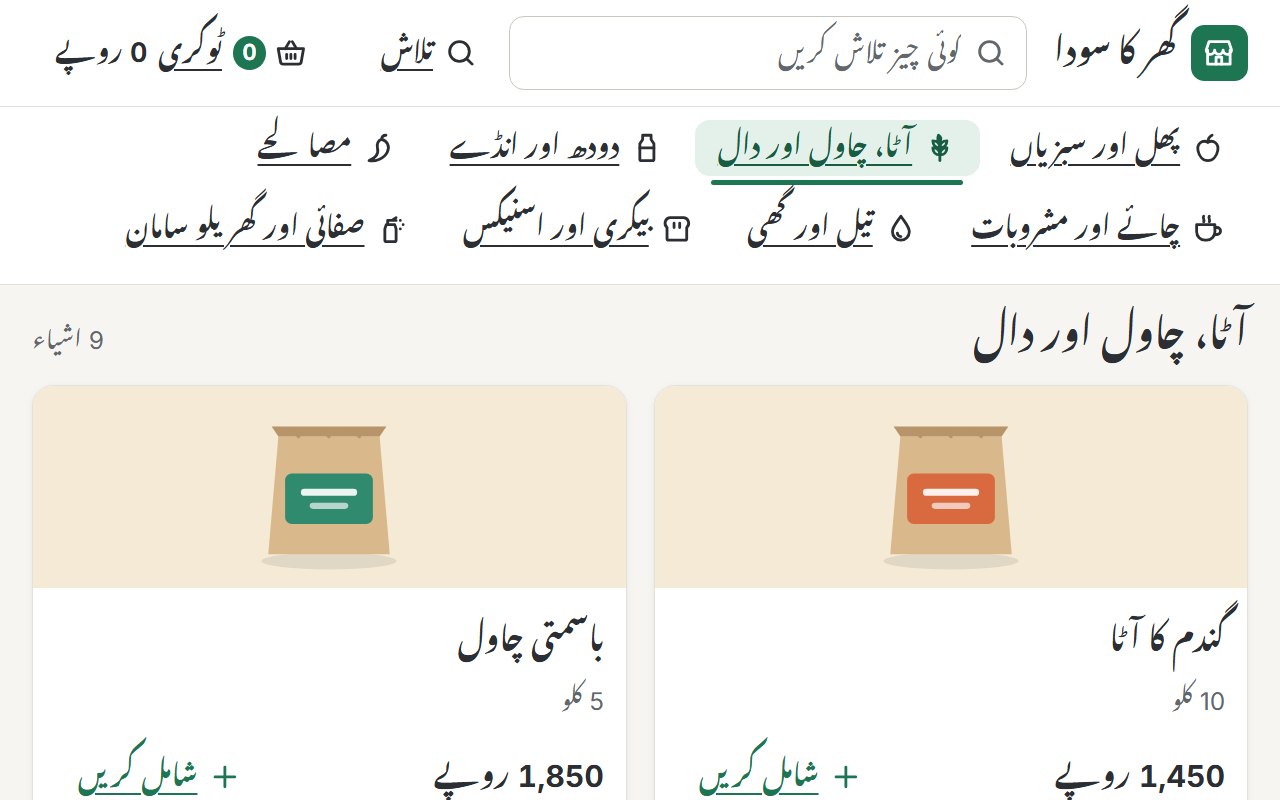 گھر کا سودا
کوئی چیز تلاش کریں
تلاش
ٹوکری 0 0 روپے
پھل اور سبزیاں
آٹا، چاول اور دال
دودھ اور انڈے
مصالحے
چائے اور مشروبات
تیل اور گھی
بیکری اور اسنیکس
صفائی اور گھریلو سامان
آٹا، چاول اور دال
9 اشیاء
گندم کا آٹا
10 کلو
1,450 روپے
شامل کریں
باسمتی چاول
5 کلو
1,850 روپے
شامل کریں